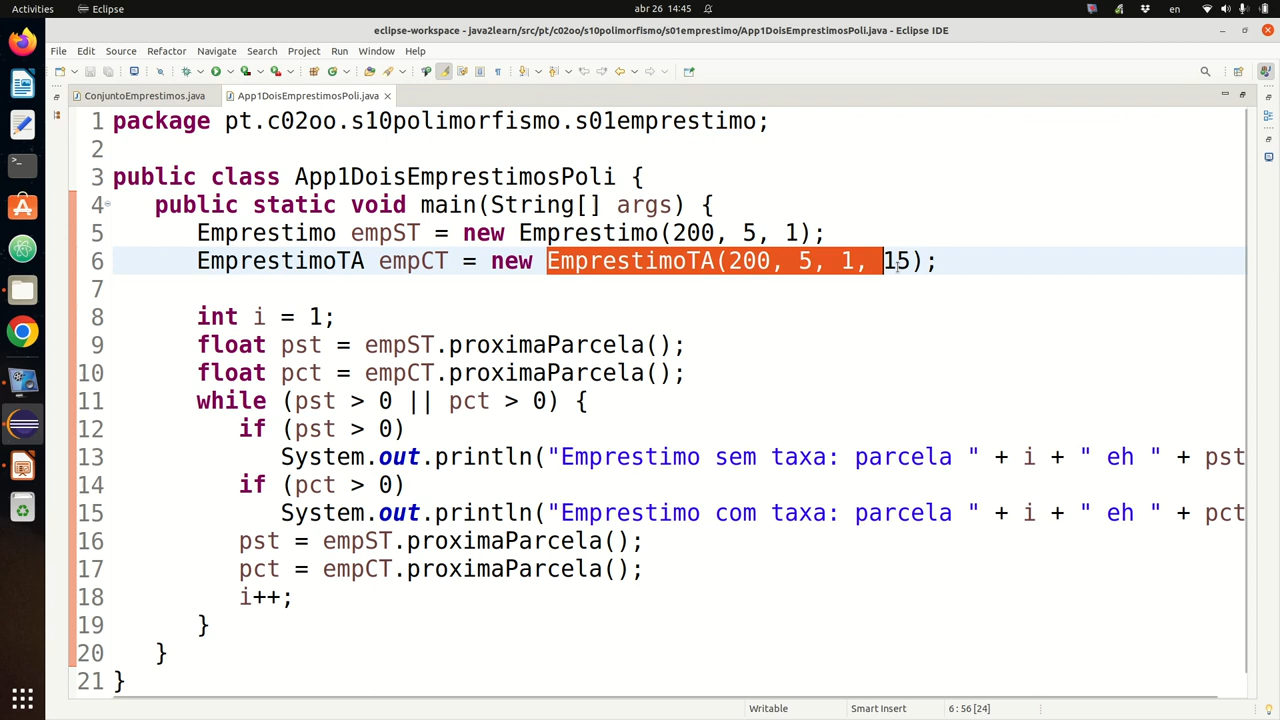 Activities
Eclipse
abr 26 14:45
en
eclipse-workspace - java2learn/src/pt/c02oo/s10polimorfismo/s01emprestimo/App1DoisEmprestimosPoli.java - Eclipse IDE
File Edit Source Refactor Navigate Search Project Run Window Help
ConjuntoEmprestimos.java
App1DoisEmprestimosPoli.java
1 package pt.c02oo.s10polimorfismo.s01emprestimo;
2
3 public class App1DoisEmprestimosPoli {
4 public static void main(String[] args) {
5 Emprestimo empST = new Emprestimo(200, 5, 1);
6 EmprestimoTA empCT = new EmprestimoTA(200, 5, 1, 15);
7
8 int i = 1;
9 float pst = empST.proximaParcela();
10 float pct = empCT.proximaParcela();
11 while (pst > 0 || pct > 0) {
12 if (pst > 0)
13 System.out.println("Emprestimo sem taxa: parcela " + i + " eh " + pst
14 if (pct > 0)
15 System.out.println("Emprestimo com taxa: parcela " + i + " eh " + pct
16 pst = empST.proximaParcela();
17 pct = empCT.proximaParcela();
18 i++;
19 }
20 }
21 }
Writable
Smart Insert
6 : 56 [24]